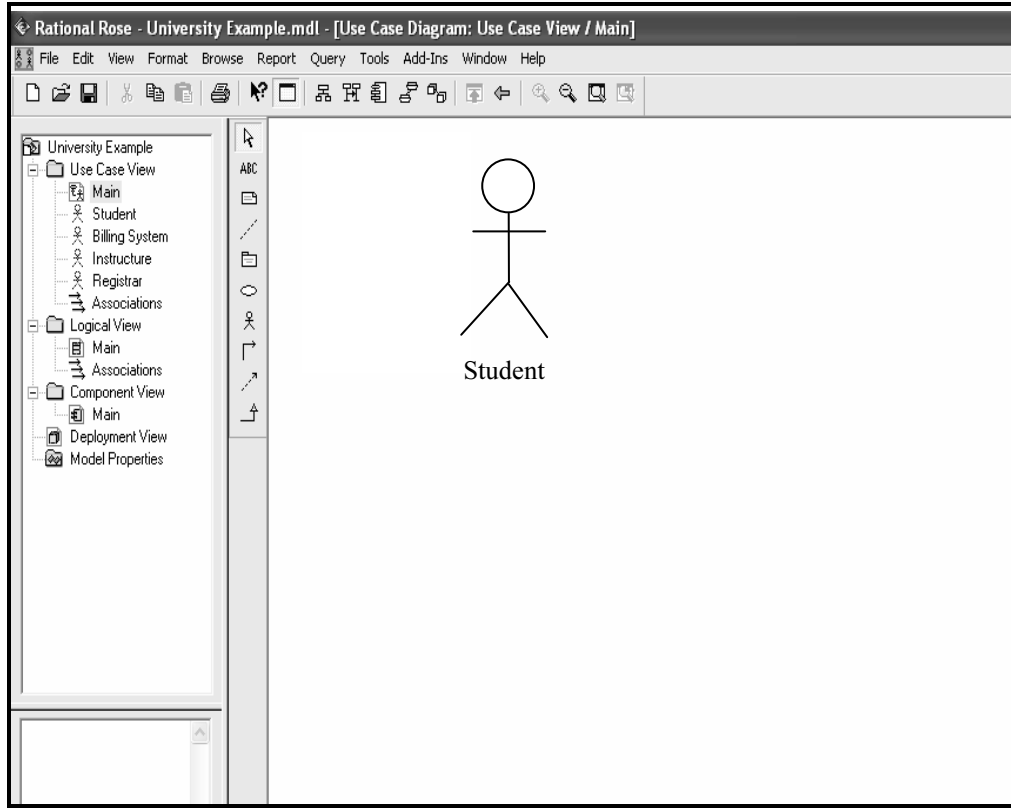 Rational Rose - University Example.mdl - [Use Case Diagram: Use Case View / Main]
File Edit View Format Browse Report Query Tools Add-Ins Window Help
University Example
Use Case View
Main
Student
Billing System
Instructure
Registrar
Associations
Logical View
Main
Associations
Component View
Main
Deployment View
Model Properties
ABC
Student